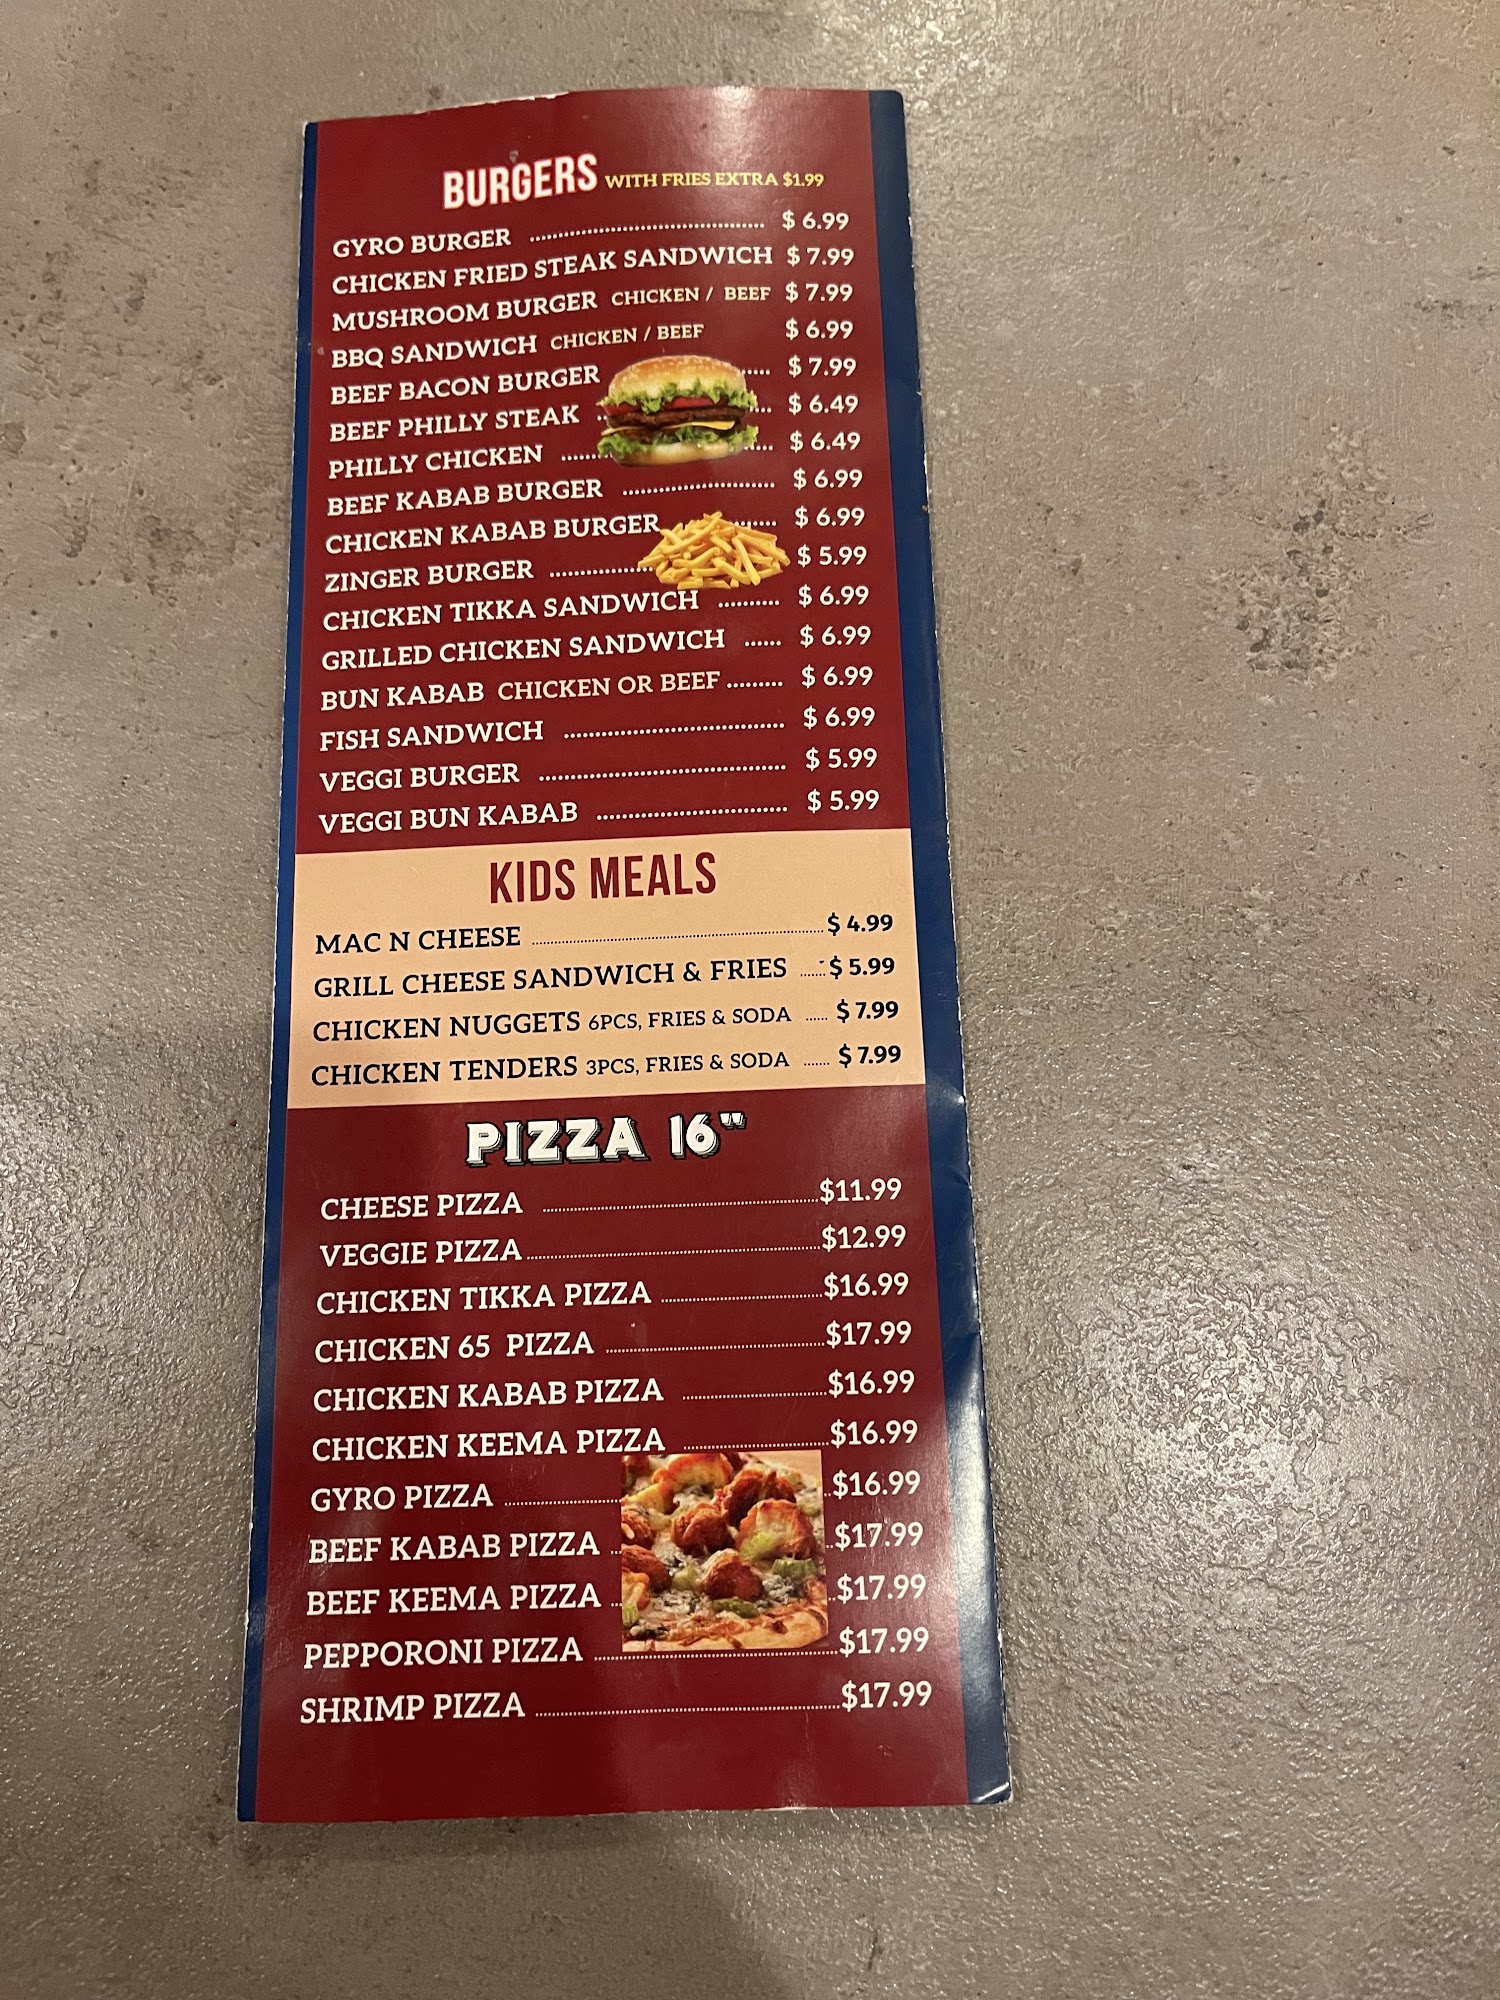 BURGERS WITH FRIES EXTRA $1.99
GYRO BURGER $ 6.99
CHICKEN FRIED STEAK SANDWICH $ 7.99
MUSHROOM BURGER CHICKEN / BEEF $ 7.99
BBQ SANDWICH CHICKEN / BEEF $ 6.99
BEEF BACON BURGER $ 7.99
BEEF PHILLY STEAK $ 6.49
PHILLY CHICKEN $ 6.49
BEEF KABAB BURGER $ 6.99
CHICKEN KABAB BURGER $ 6.99
ZINGER BURGER $ 5.99
CHICKEN TIKKA SANDWICH $ 6.99
GRILLED CHICKEN SANDWICH $ 6.99
BUN KABAB CHICKEN OR BEEF $ 6.99
FISH SANDWICH $ 6.99
VEGGI BURGER $ 5.99
VEGGI BUN KABAB $ 5.99
KIDS MEALS
MAC N CHEESE $ 4.99
GRILL CHEESE SANDWICH & FRIES $ 5.99
CHICKEN NUGGETS 6PCS, FRIES & SODA $ 7.99
CHICKEN TENDERS 3PCS, FRIES & SODA $ 7.99
PIZZA 16"
CHEESE PIZZA $11.99
VEGGIE PIZZA $12.99
CHICKEN TIKKA PIZZA $16.99
CHICKEN 65 PIZZA $17.99
CHICKEN KABAB PIZZA $16.99
CHICKEN KEEMA PIZZA $16.99
GYRO PIZZA $16.99
BEEF KABAB PIZZA $17.99
BEEF KEEMA PIZZA $17.99
PEPPORONI PIZZA $17.99
SHRIMP PIZZA $17.99